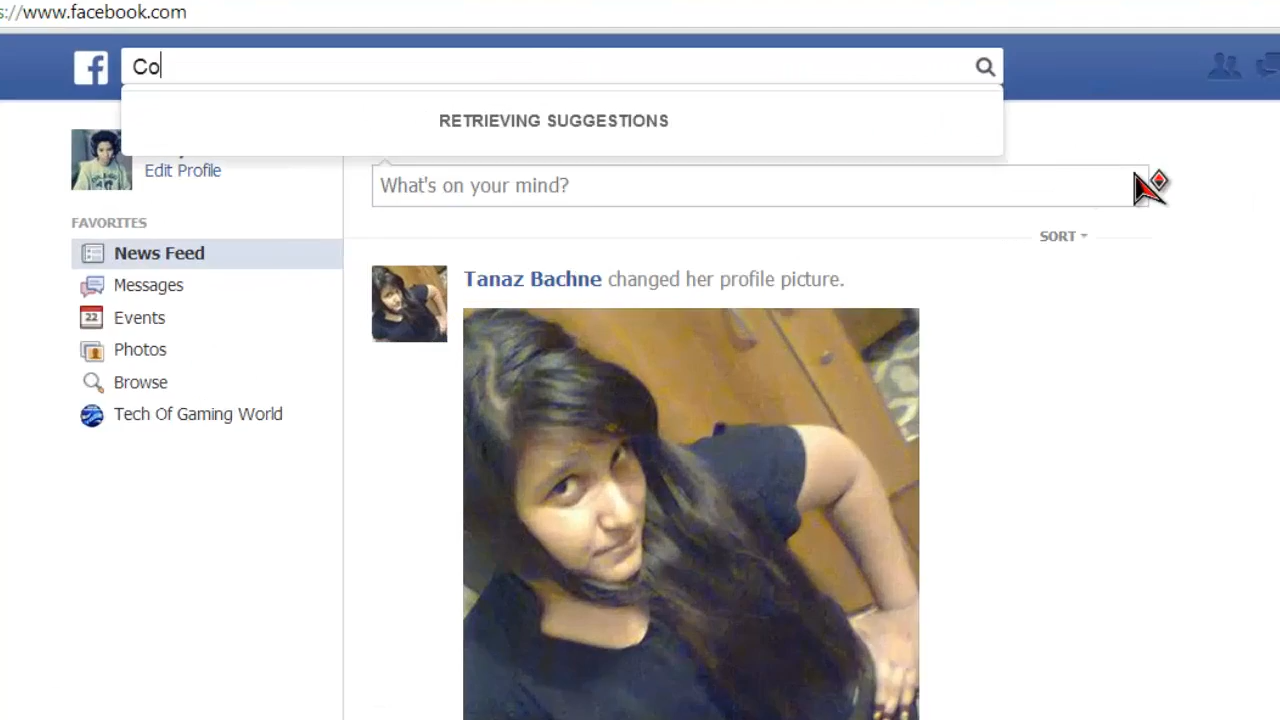 s://www.facebook.com
Co
RETRIEVING SUGGESTIONS
Edit Profile
What's on your mind?
FAVORITES
SORT
News Feed
Messages
22
Events
Photos
Browse
Tech Of Gaming World
Tanaz Bachne changed her profile picture.